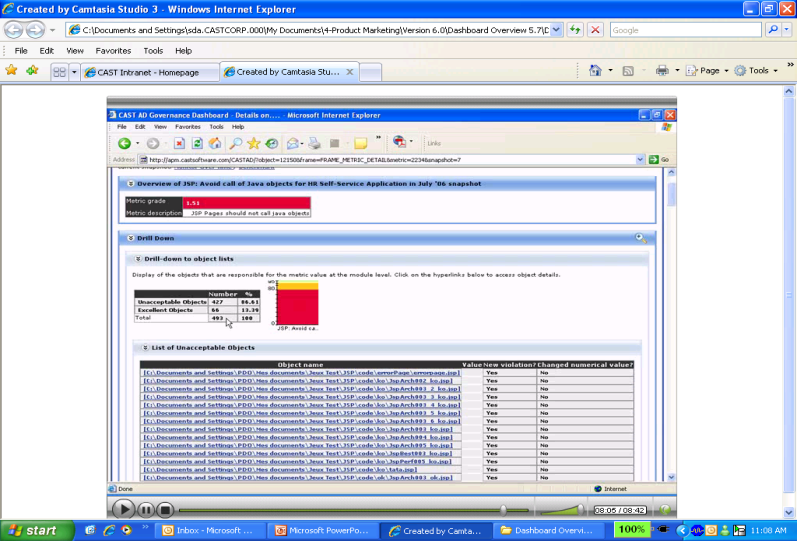 Created by Camtasia Studio 3 - Windows Internet Explorer
C:\Documents and Settings\sda.CASTCORP.000\My Documents\4-Product Marketing\Version 6.0\Dashboard Overview 5.7\D
Google
File Edit View Favorites Tools Help
CAST Intranet - Homepage
Created by Camtasia Stu... X
Page Tools »
CAST AD Governance Dashboard - Details on.... - Microsoft Internet Explorer
File Edit View Favorites Tools Help
Links
Address http://apm.castsoftware.com/CASTAD/?object=12150&frame=FRAME_METRIC_DETAIL&metric=2234&snapshot=7 Go
Overview of JSP: Avoid call of Java objects for HR Self-Service Application in July '06 snapshot
Metric grade 1.51
Metric description JSP Pages should not call java objects
Drill Down
Drill-down to object lists
Display of the objects that are responsible for the metric value at the module level. Click on the hyperlinks below to access object details.
Number %
Unacceptable Objects 427 86.61
Excellent Objects 66 13.39
Total 493 100
80
0
JSP: Avoid ca..
List of Unacceptable Objects
Object name Value New violation? Changed numerical value?
[C:\Documents and Settings\PDO\Mes documents\Jeux Test\JSP\code\errorPage\errorpage.jsp] Yes No
[C:\Documents and Settings\PDO\Mes documents\Jeux Test\JSP\code\ko\JspArch002_ko.jsp] Yes No
[C:\Documents and Settings\PDO\Mes documents\Jeux Test\JSP\code\ko\JspArch003_2_ko.jsp] Yes No
[C:\Documents and Settings\PDO\Mes documents\Jeux Test\JSP\code\ko\JspArch003_3_ko.jsp] Yes No
[C:\Documents and Settings\PDO\Mes documents\Jeux Test\JSP\code\ko\JspArch003_4_ko.jsp] Yes No
[C:\Documents and Settings\PDO\Mes documents\Jeux Test\JSP\code\ko\JspArch003_5_ko.jsp] Yes No
[C:\Documents and Settings\PDO\Mes documents\Jeux Test\JSP\code\ko\JspArch003_6_ko.jsp] Yes No
[C:\Documents and Settings\PDO\Mes documents\Jeux Test\JSP\code\ko\JspArch003_ko.jsp] Yes No
[C:\Documents and Settings\PDO\Mes documents\Jeux Test\JSP\code\ko\JspArch004_ko.jsp] Yes No
[C:\Documents and Settings\PDO\Mes documents\Jeux Test\JSP\code\ko\JspArch005_ko.jsp] Yes No
[C:\Documents and Settings\PDO\Mes documents\Jeux Test\JSP\code\ko\JspBest002_ko.jsp] Yes No
[C:\Documents and Settings\PDO\Mes documents\Jeux Test\JSP\code\ko\JspPerf005_ko.jsp] Yes No
[C:\Documents and Settings\PDO\Mes documents\Jeux Test\JSP\code\ko\tata.jsp] Yes No
[C:\Documents and Settings\PDO\Mes documents\Jeux Test\JSP\code\ok\JspArch003_ok.jsp] Yes No
Done Internet
08:05 / 08:42
start
Inbox - Microsoft ...
Microsoft PowerPo...
Created by Camta...
Dashboard Overvi...
100%
11:08 AM